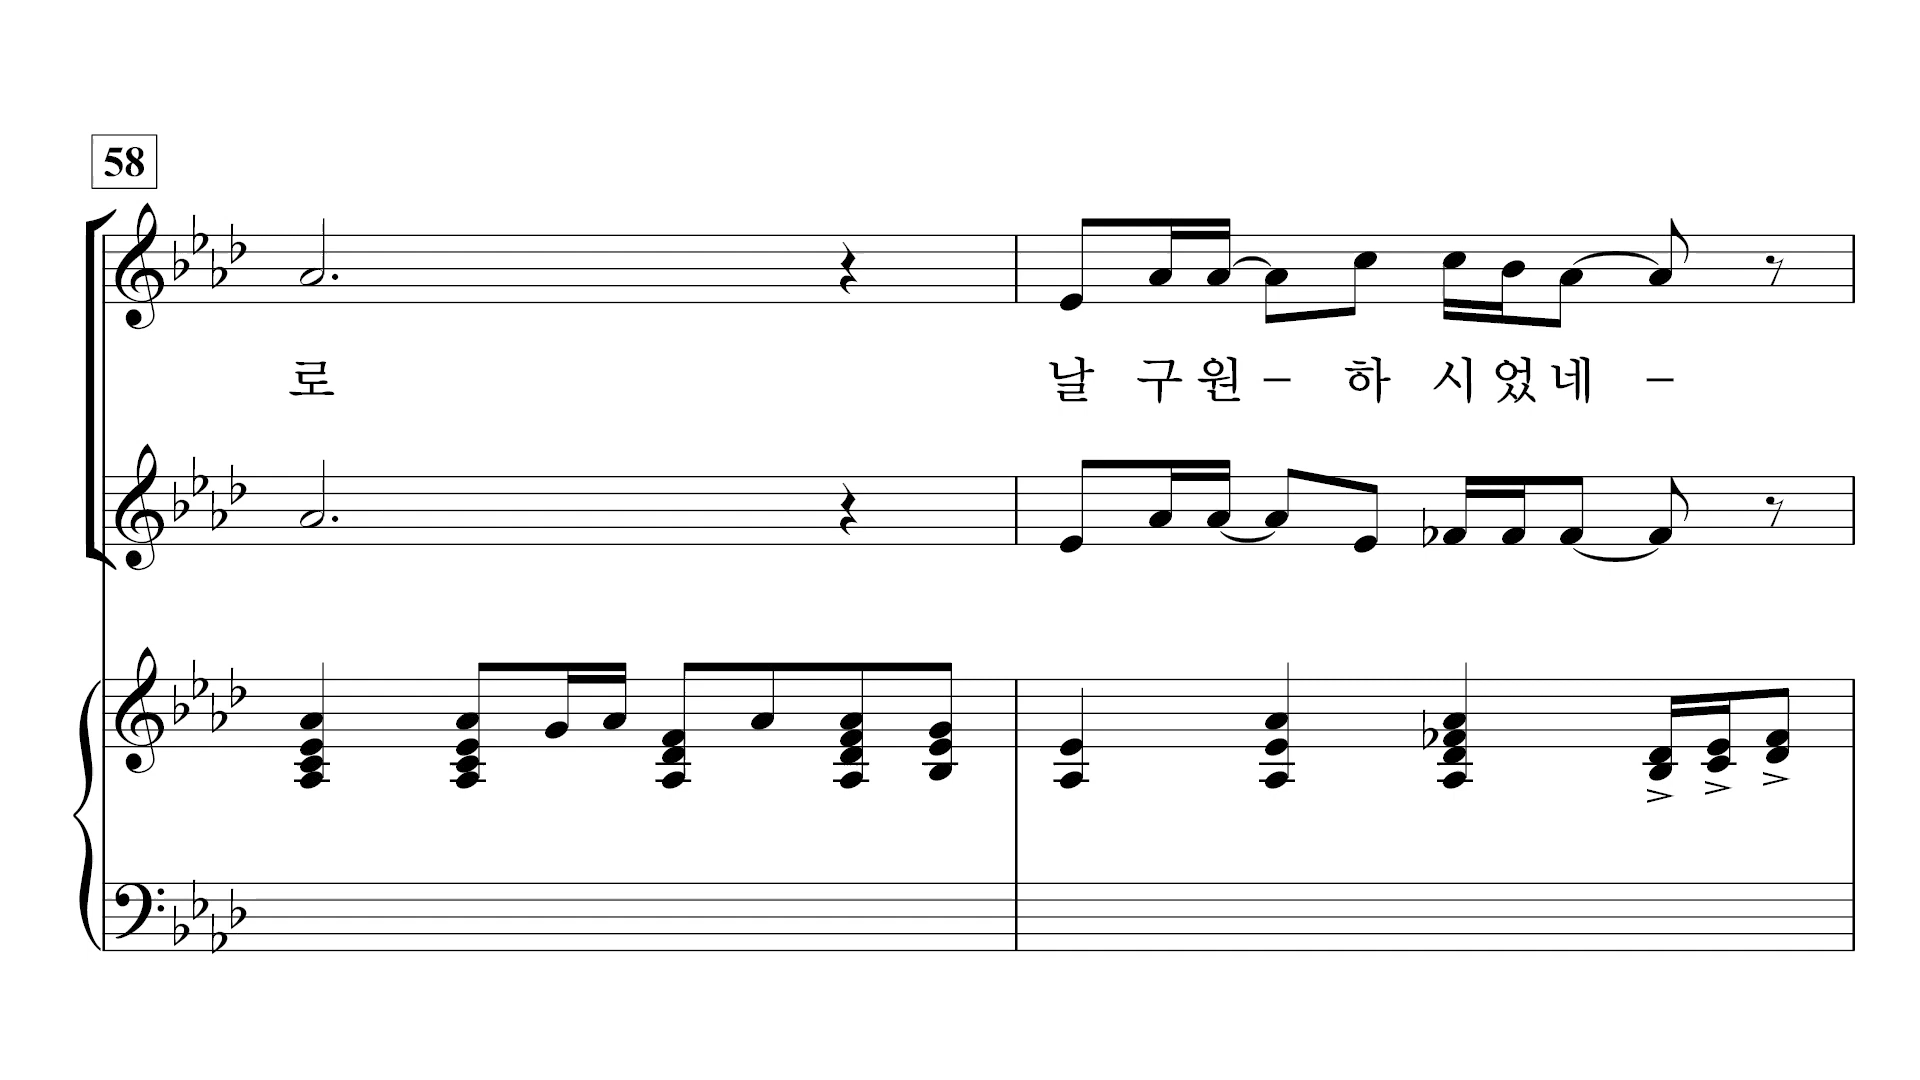 58
로 날 구 원 – 하 시 었 네 –